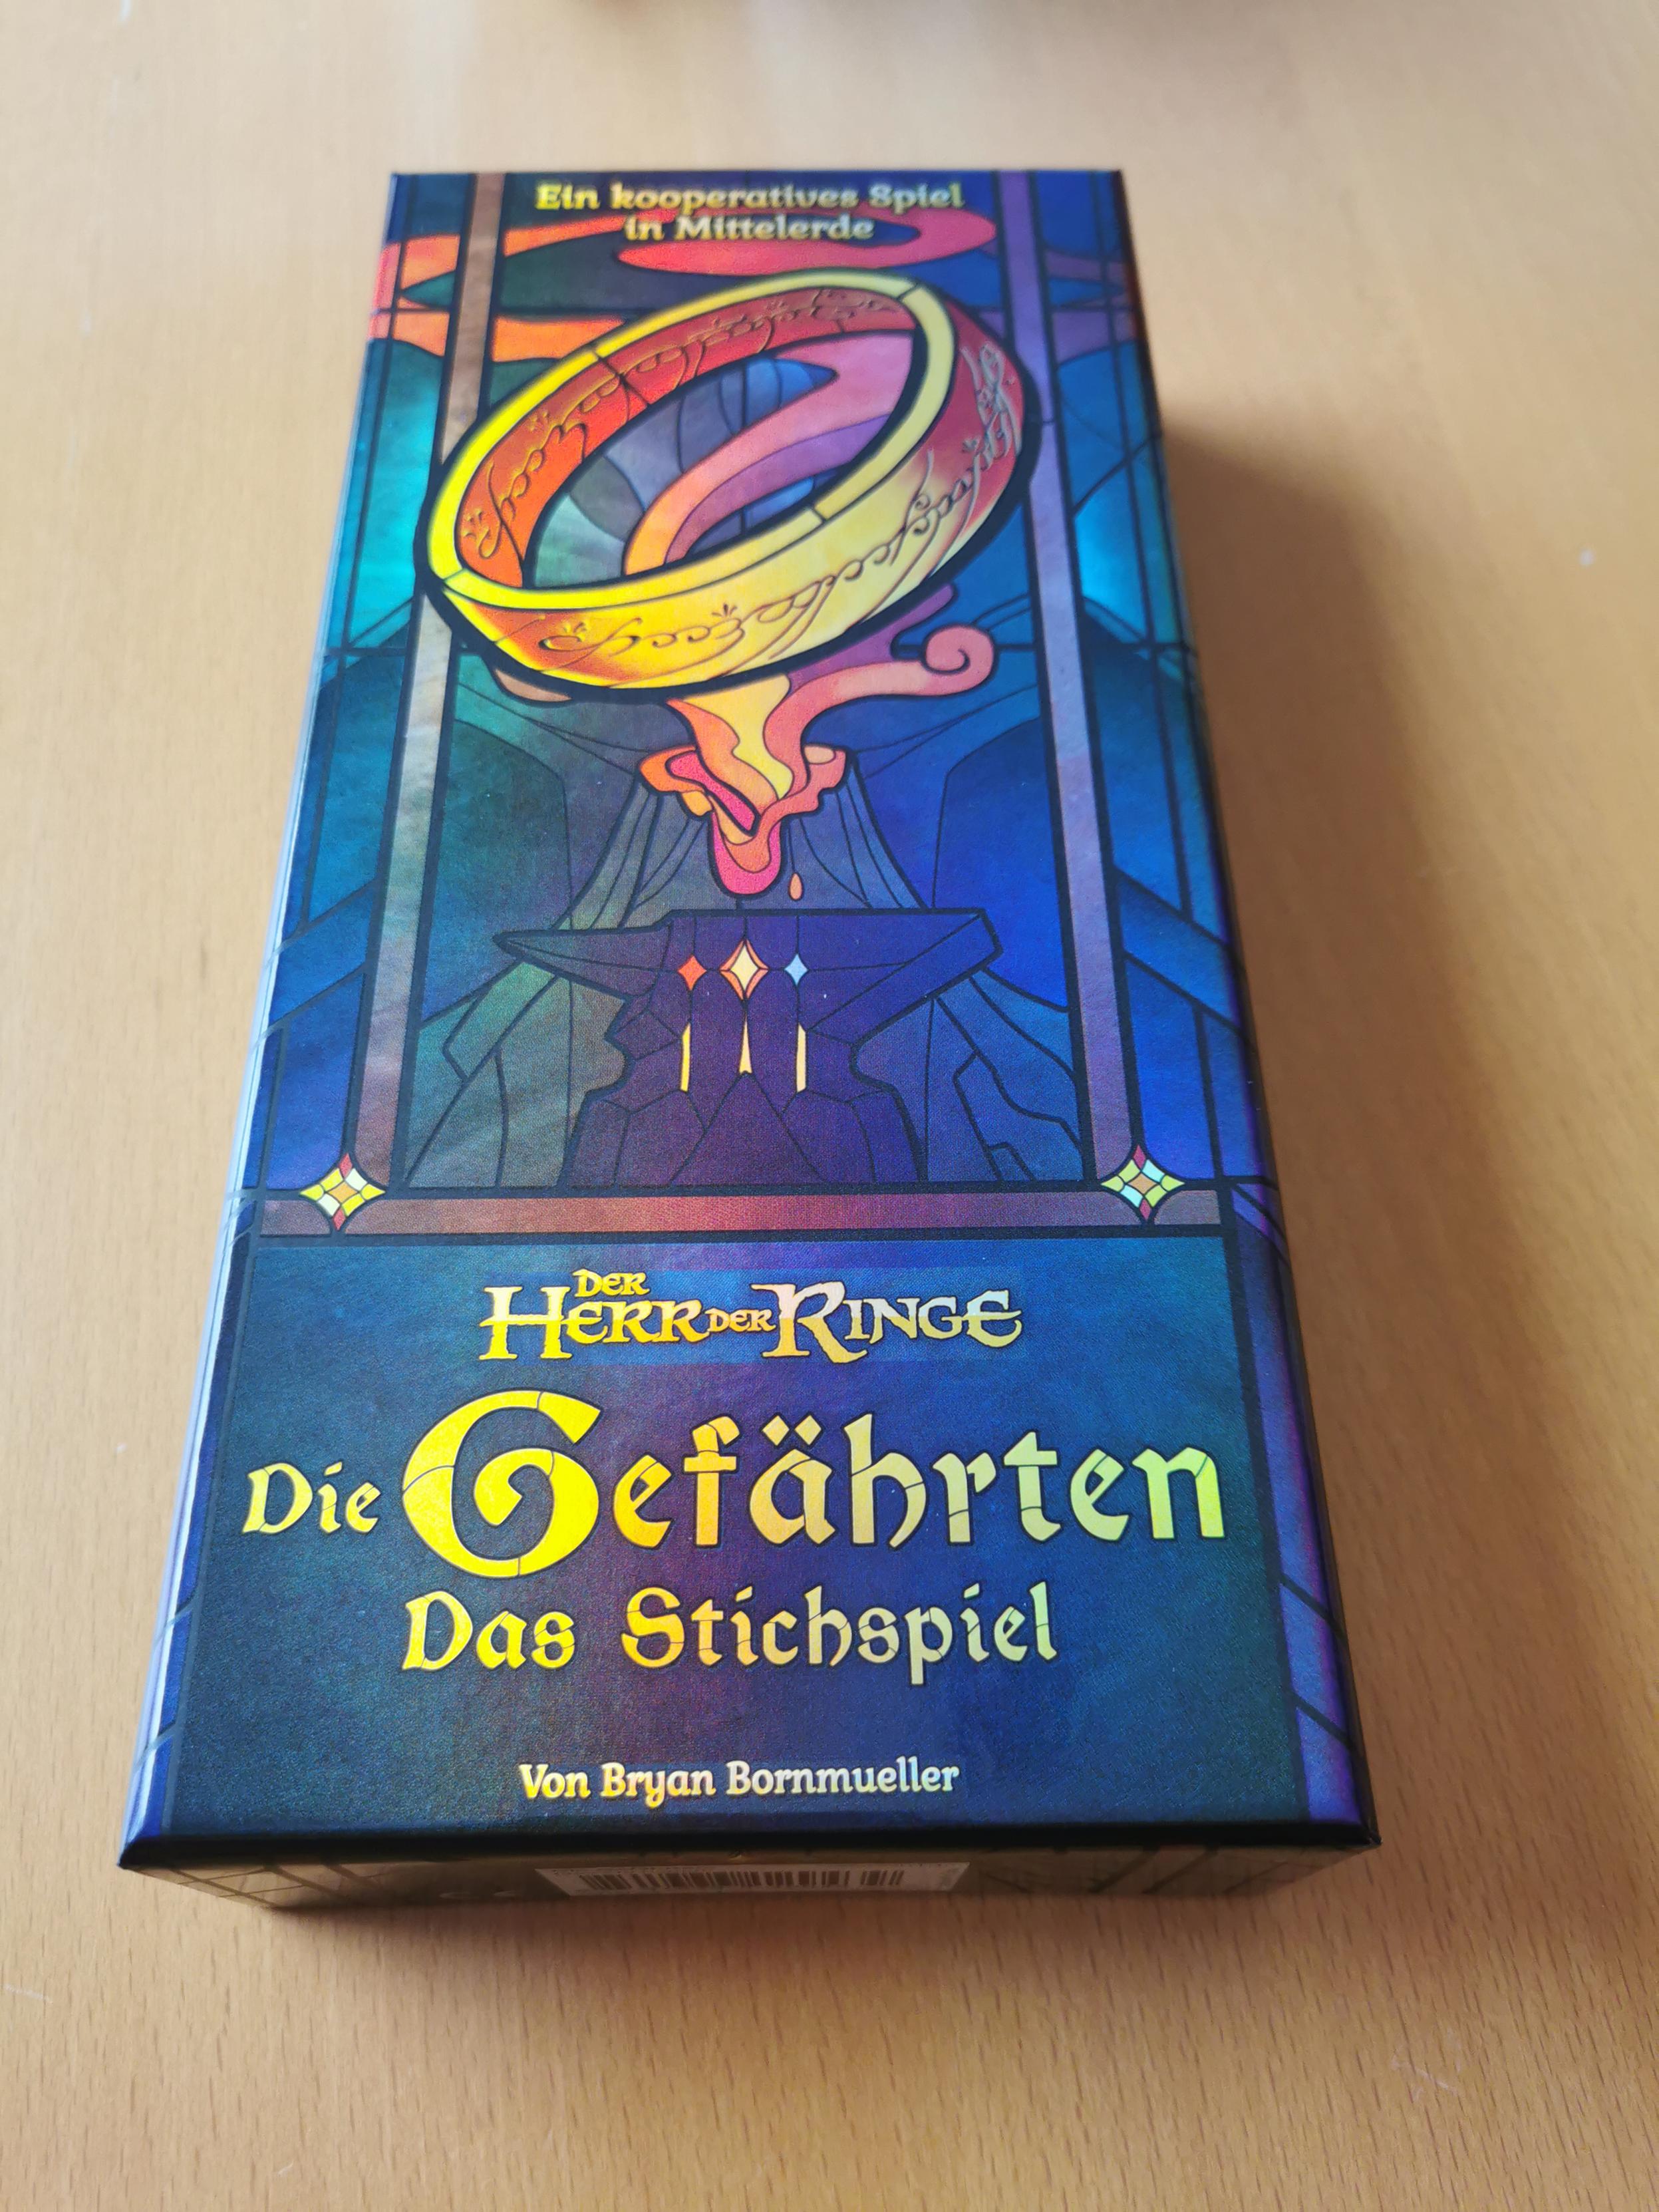 Ein kooperatives Spiel
in Mittelerde
DER
HERR DER RINGE
Die Gefährten
Das Stichspiel
Von Bryan Bornmueller